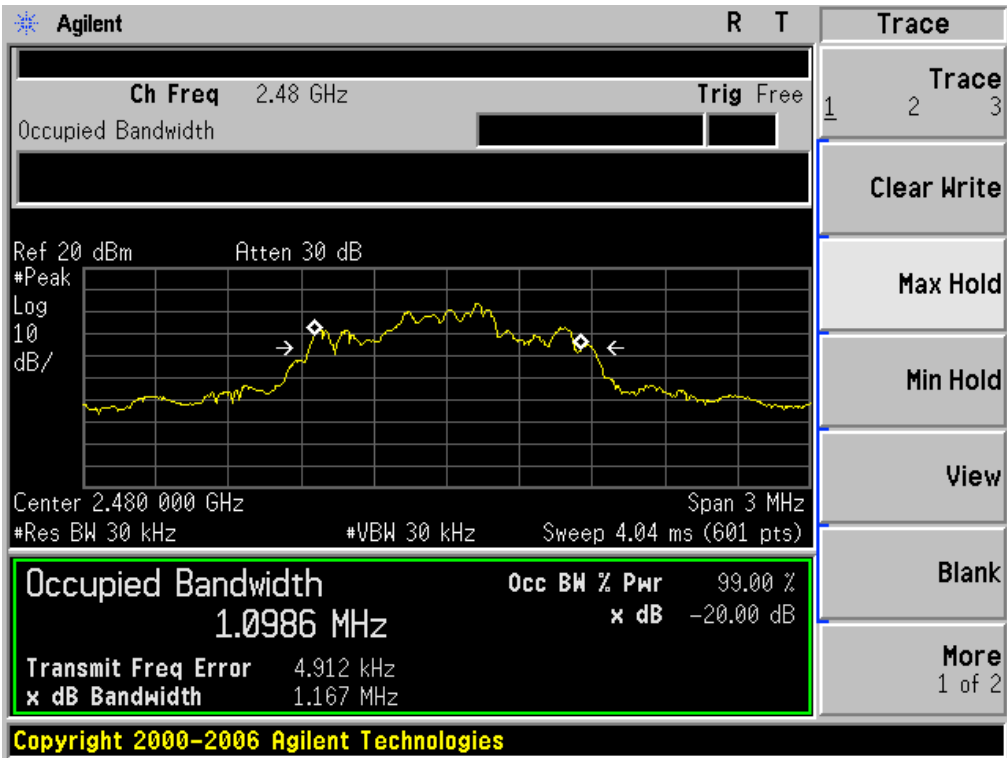 Agilent R T Trace
Ch Freq 2.48 GHz Trig Free
Occupied Bandwidth
Trace
1 2 3
Clear Write
Max Hold
Min Hold
View
Blank
More
1 of 2
Ref 20 dBm Atten 30 dB
#Peak
Log
10
dB/
Center 2.480 000 GHz Span 3 MHz
#Res BW 30 kHz #VBW 30 kHz Sweep 4.04 ms (601 pts)
Occupied Bandwidth Occ BW % Pwr 99.00 %
1.0986 MHz x dB -20.00 dB
Transmit Freq Error 4.912 kHz
x dB Bandwidth 1.167 MHz
Copyright 2000-2006 Agilent Technologies